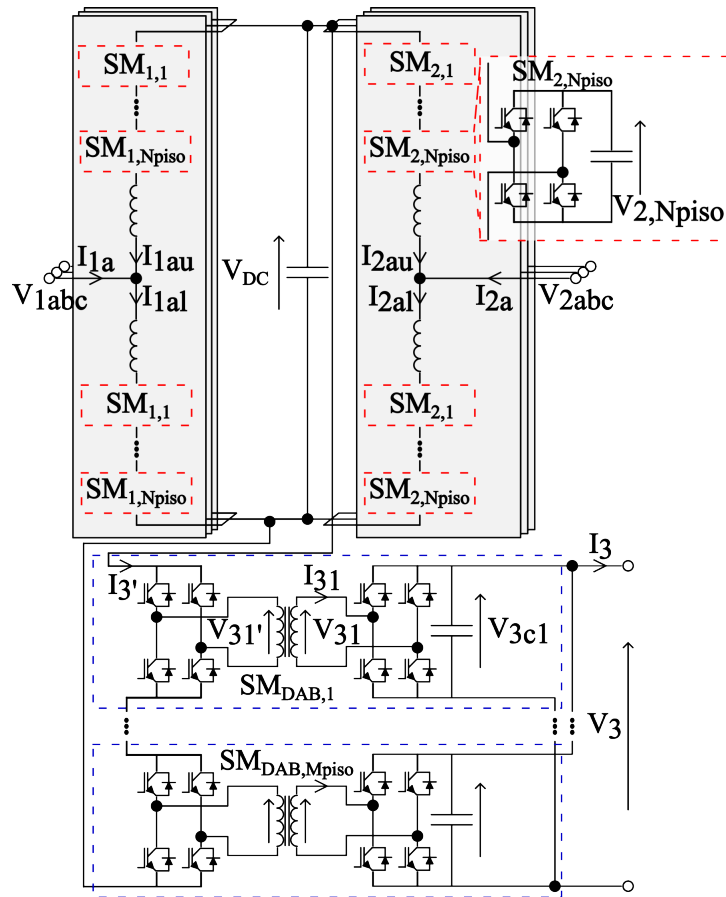 SM1,1
SM2,1
SM2,Npiso
SM1,Npiso
SM2,Npiso
V2,Npiso
I1a
I1au
VDC
I2au
V1abc
I1al
I2al
I2a
V2abc
SM1,1
SM2,1
SM1,Npiso
SM2,Npiso
I3'
I31
I3
V31'
V31
V3c1
SMDAB,1
V3
SMDAB,Mpiso